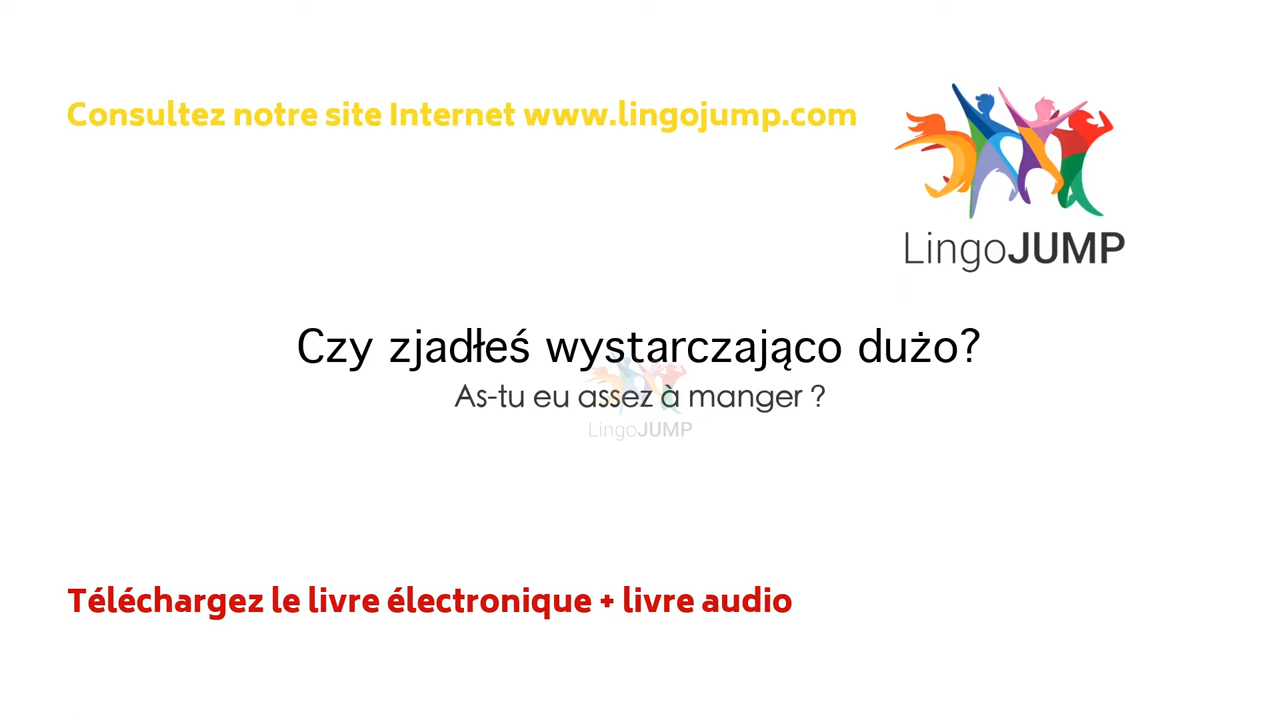 Consultez notre site Internet www.lingojump.com
LingoJUMP
Czy zjadłeś wystarczająco dużo?
As-tu eu assez à manger ?
LingoJUMP
Téléchargez le livre électronique + livre audio